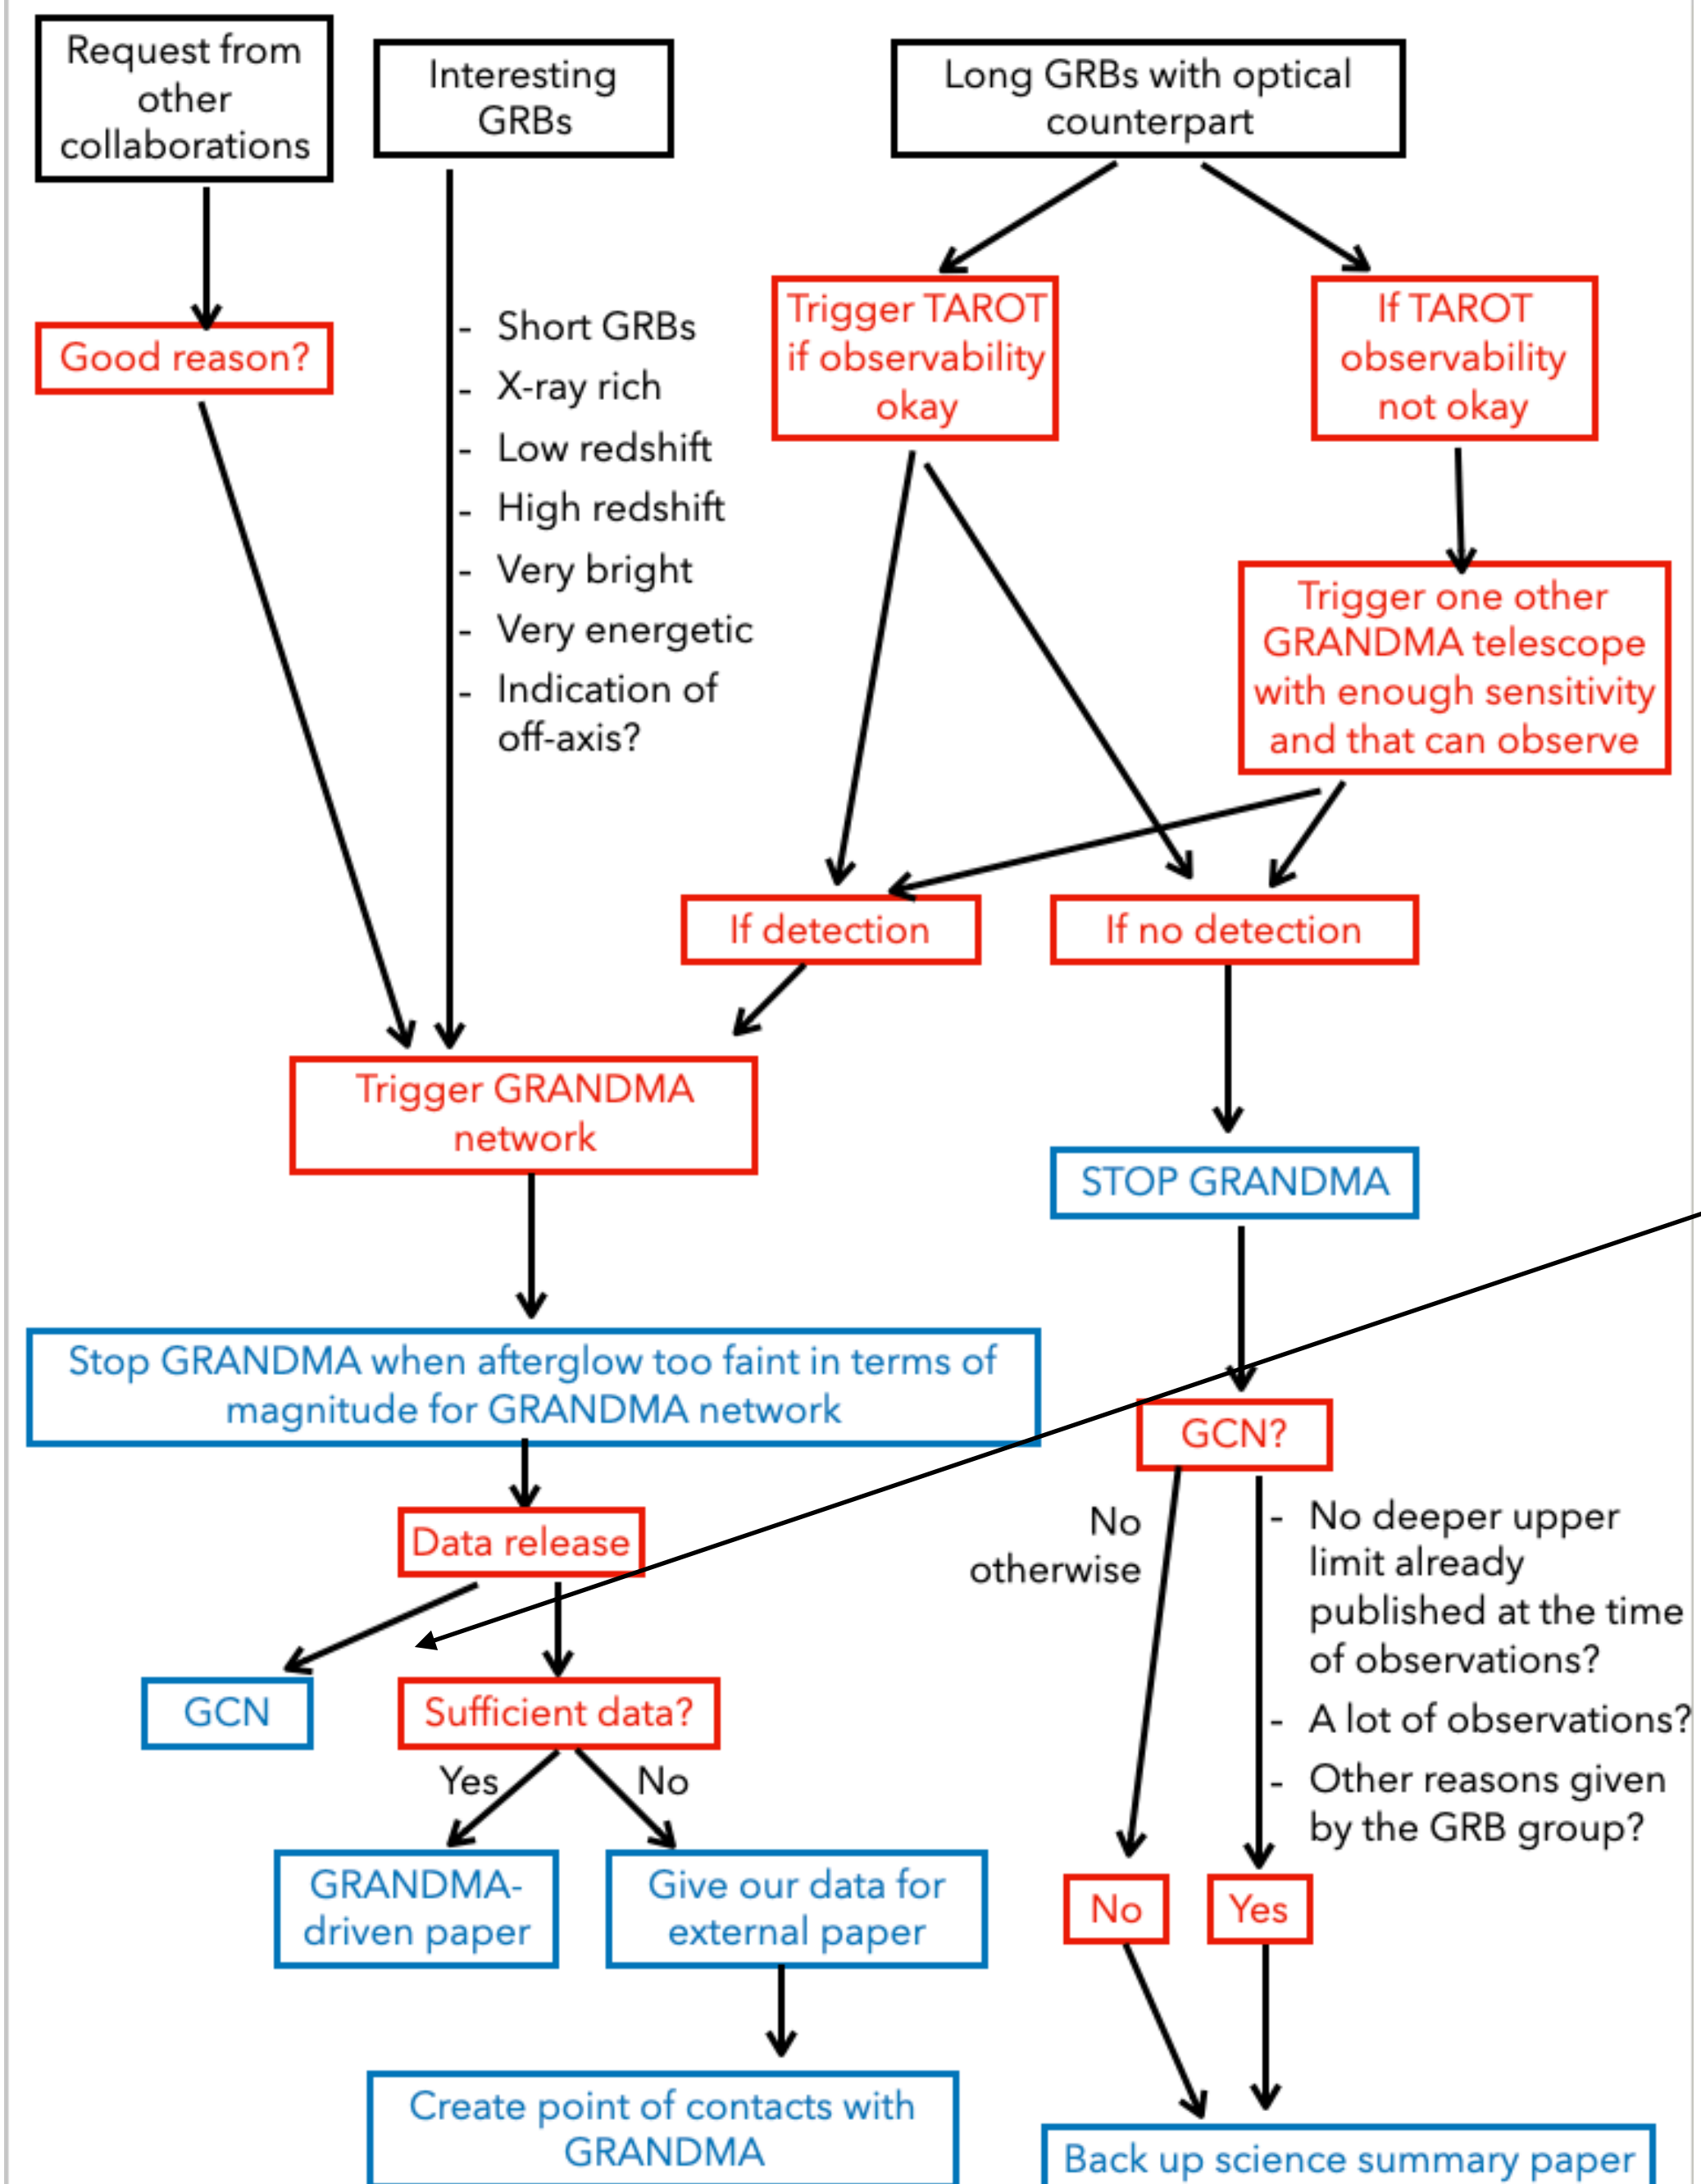 Request from
other
collaborations
Interesting
GRBs
Long GRBs with optical
counterpart
Good reason?
- Short GRBs
- X-ray rich
- Low redshift
- High redshift
- Very bright
- Very energetic
- Indication of
off-axis?
Trigger TAROT
if observability
okay
If TAROT
observability
not okay
Trigger one other
GRANDMA telescope
with enough sensitivity
and that can observe
If detection
If no detection
Trigger GRANDMA
network
STOP GRANDMA
Stop GRANDMA when afterglow too faint in terms of
magnitude for GRANDMA network
GCN?
Data release
No
otherwise
- No deeper upper
limit already
published at the time
of observations?
- A lot of observations?
- Other reasons given
by the GRB group?
GCN
Sufficient data?
Yes
No
GRANDMA-
driven paper
Give our data for
external paper
No
Yes
Create point of contacts with
GRANDMA
Back up science summary paper